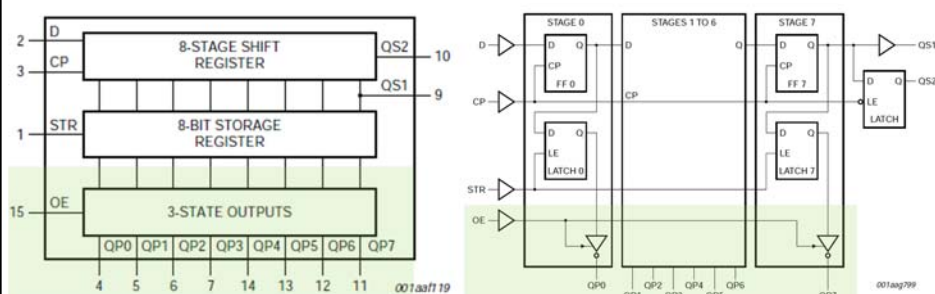 D
2
8-STAGE SHIFT
REGISTER
QS2
10
CP
3
QS1
9
STR
1
8-BIT STORAGE
REGISTER
OE
15
3-STATE OUTPUTS
QP0 QP1 QP2 QP3 QP4 QP5 QP6 QP7
4 5 6 7 14 13 12 11
001aaf119
STAGE 0 STAGES 1 TO 6 STAGE 7
D D Q D Q D Q QS1
CP CP
FF 0 FF 7
D Q QS2
CP CP LE
LATCH
D Q D Q
LE LE
LATCH 0 LATCH 7
STR
OE
QP0 QP2 QP4 QP6
001aag799